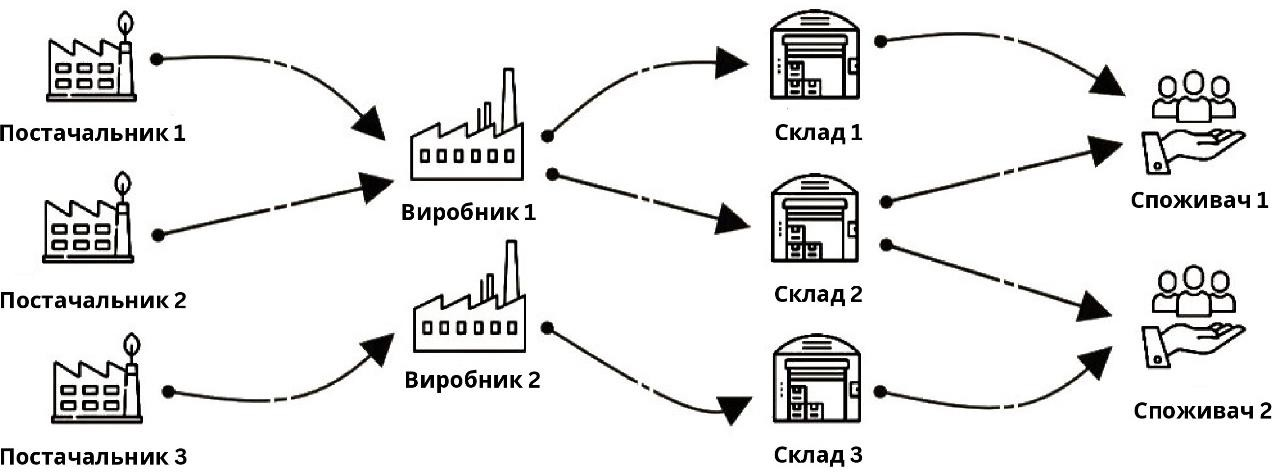 Постачальник 1
Постачальник 2
Постачальник 3
Виробник 1
Виробник 2
Склад 1
Склад 2
Склад 3
Споживач 1
Споживач 2